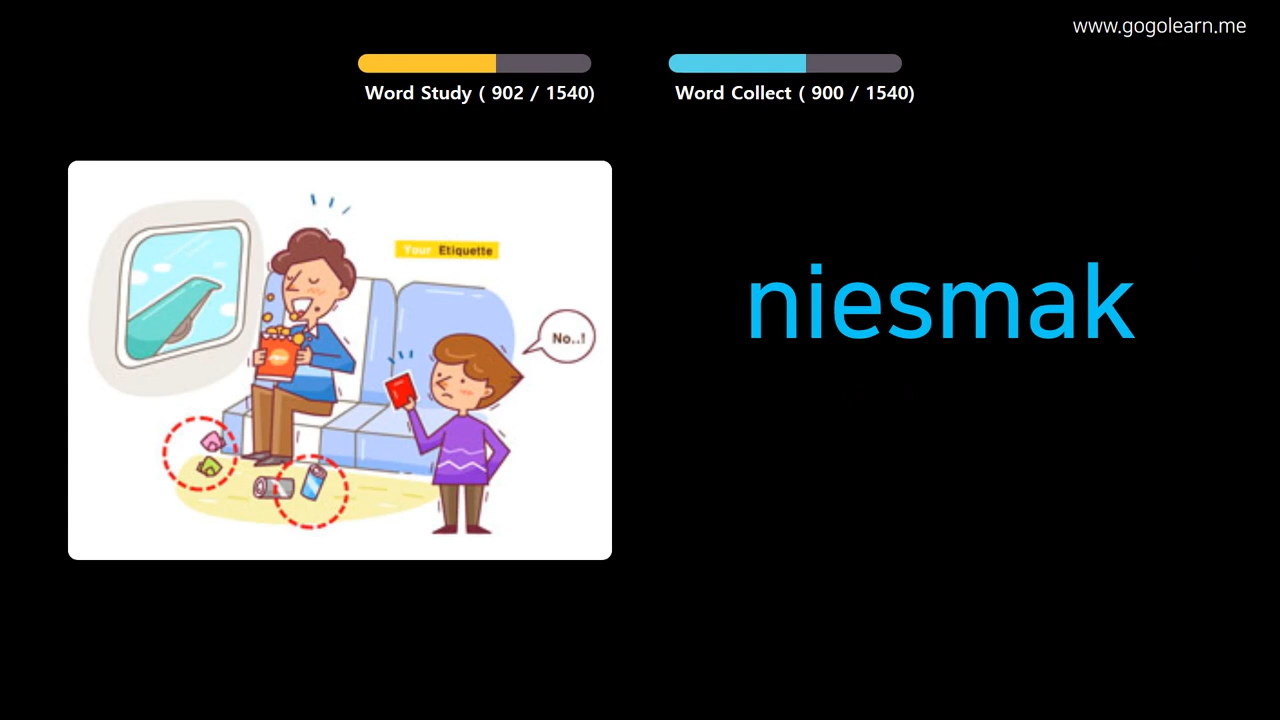 www.gogolearn.me
Word Study ( 902 / 1540)
Word Collect ( 900 / 1540)
Your Etiquette
No..!
niesmak